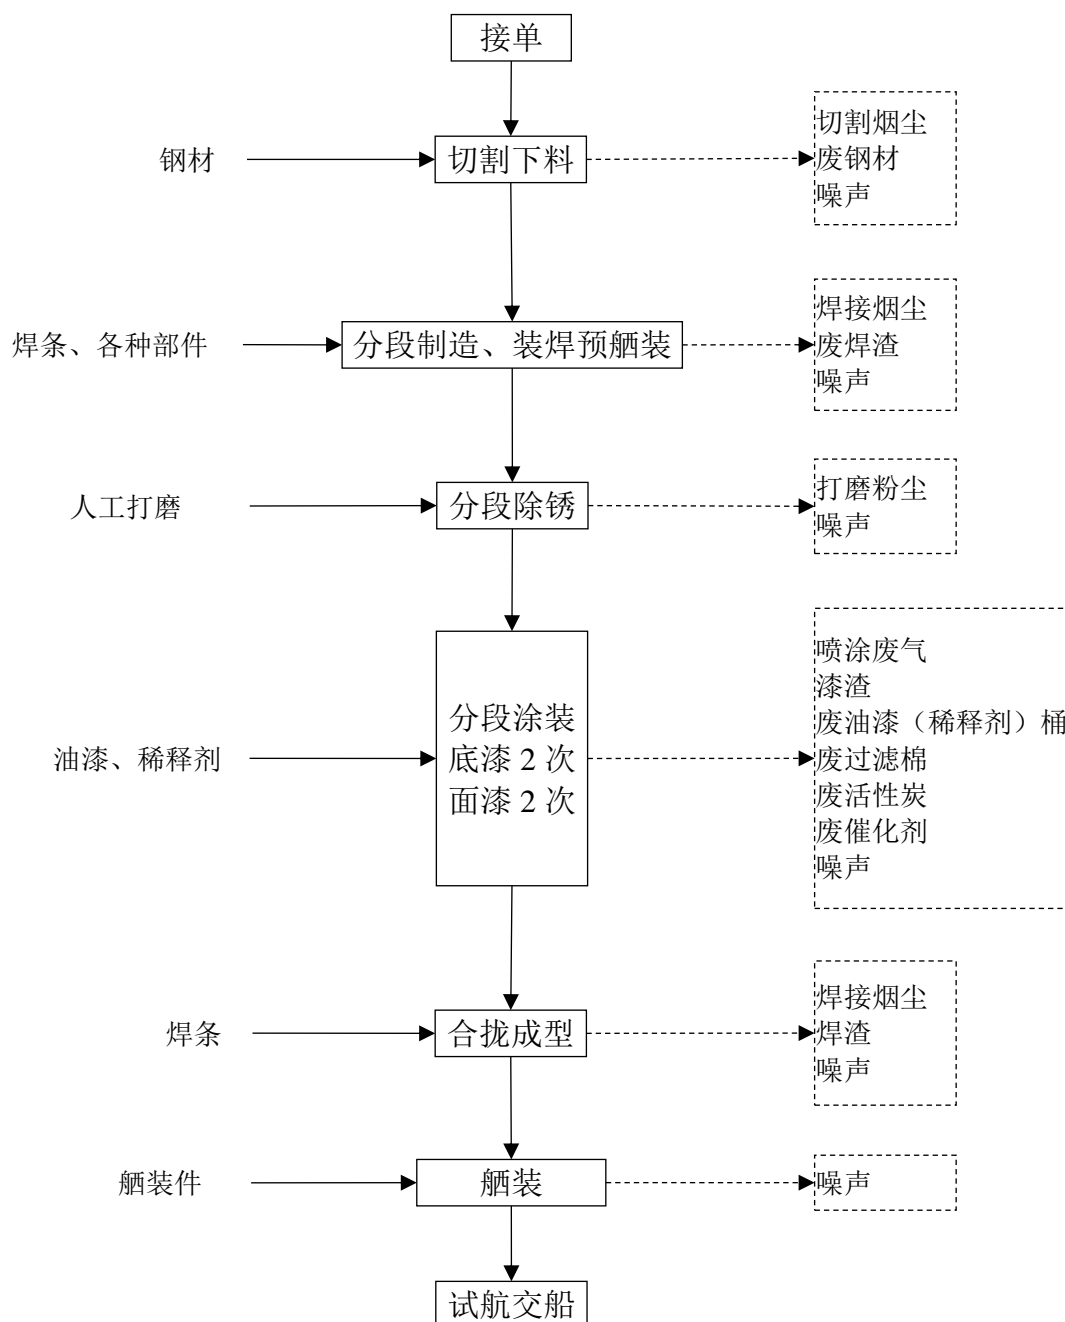 接单
钢材
切割下料
切割烟尘
废钢材
噪声
焊条、各种部件
分段制造、装焊预舾装
焊接烟尘
废焊渣
噪声
人工打磨
分段除锈
打磨粉尘
噪声
油漆、稀释剂
分段涂装
底漆 2 次
面漆 2 次
喷涂废气
漆渣
废油漆（稀释剂）桶
废过滤棉
废活性炭
废催化剂
噪声
焊条
合拢成型
焊接烟尘
焊渣
噪声
舾装件
舾装
噪声
试航交船